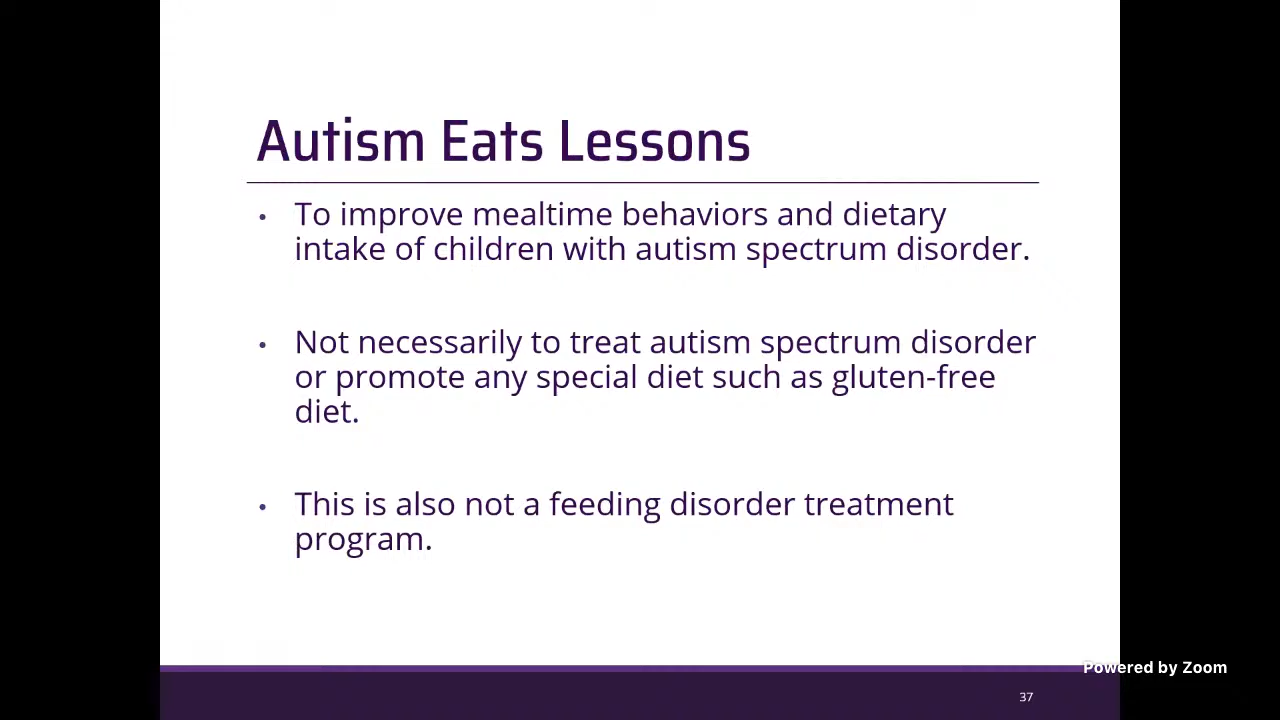 Autism Eats Lessons
• To improve mealtime behaviors and dietary
intake of children with autism spectrum disorder.
• Not necessarily to treat autism spectrum disorder
or promote any special diet such as gluten-free
diet.
• This is also not a feeding disorder treatment
program.
Powered by Zoom
37